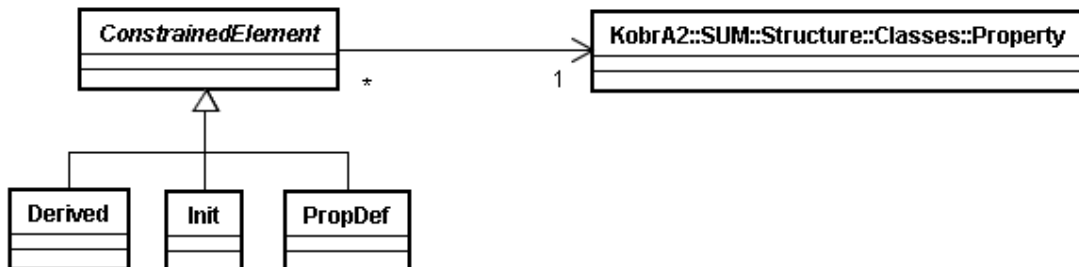 ConstrainedElement
KobrA2::SUM::Structure::Classes::Property
*
1
Derived
Init
PropDef